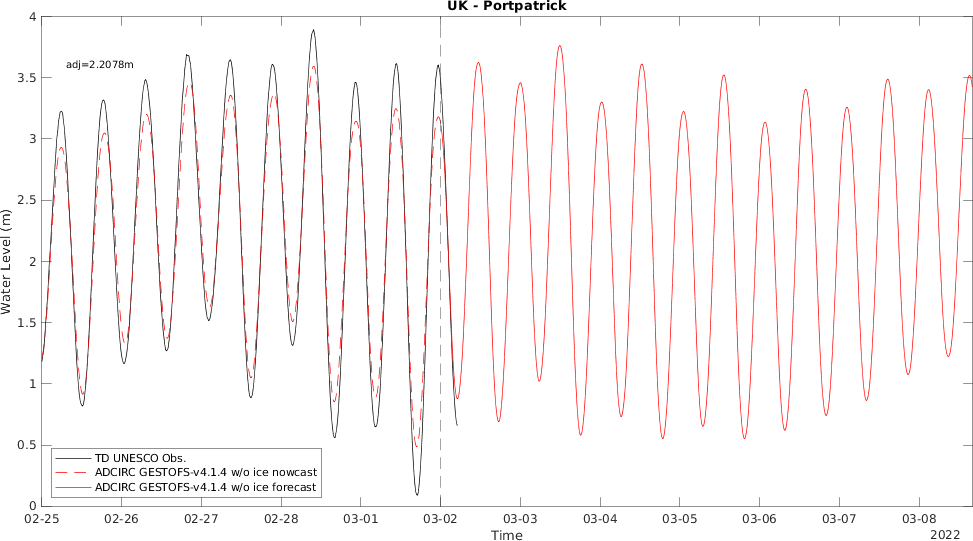 UK - Portpatrick
adj=2.2078m
Water Level (m)
4
3.5
3
2.5
2
1.5
1
0.5
0
TD UNESCO Obs.
ADCIRC GESTOFS-v4.1.4 w/o ice nowcast
ADCIRC GESTOFS-v4.1.4 w/o ice forecast
02-25 02-26 02-27 02-28 03-01 03-02 03-03 03-04 03-05 03-06 03-07 03-08
Time
2022